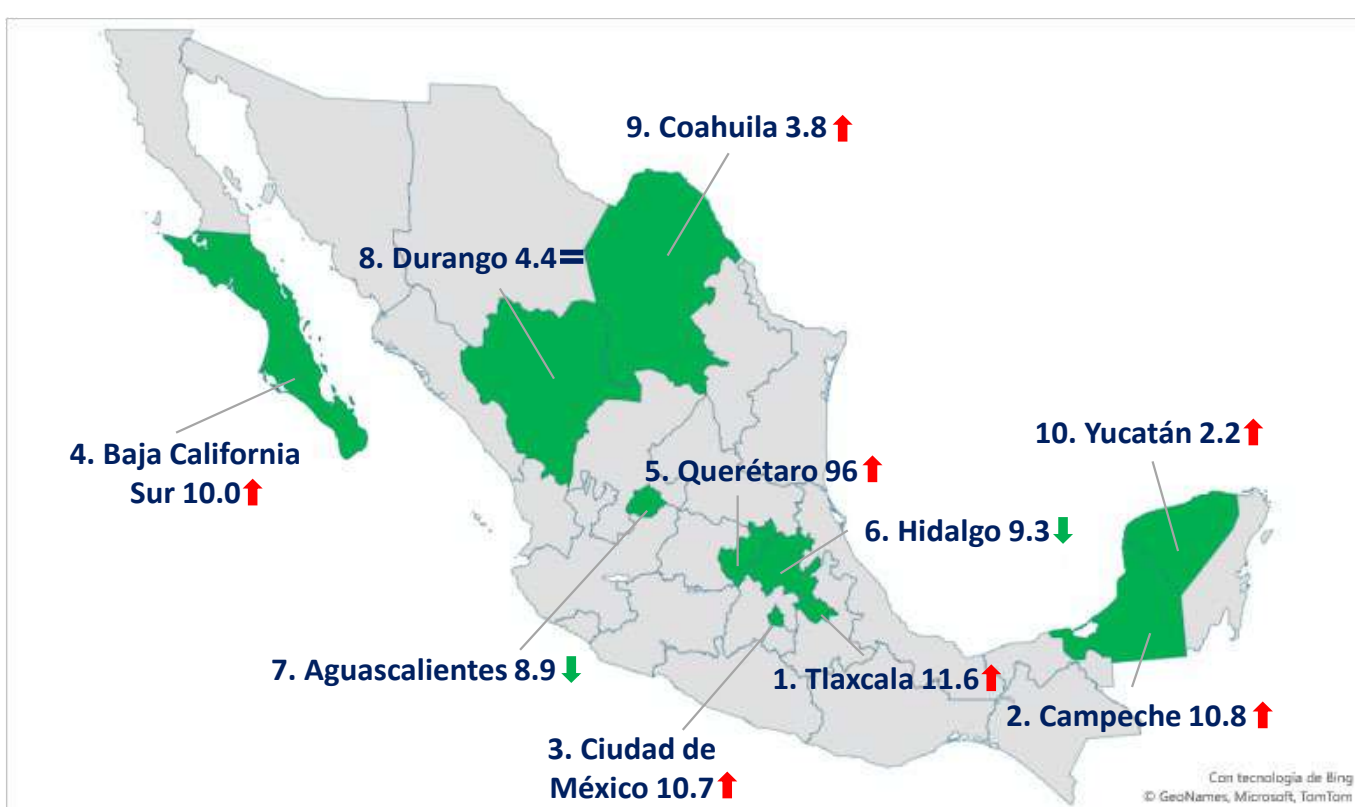 9. Coahuila 3.8
8. Durango 4.4=
4. Baja California
Sur 10.0
10. Yucatán 2.2
5. Querétaro 96
6. Hidalgo 9.3
7. Aguascalientes 8.9
1. Tlaxcala 11.6
2. Campeche 10.8
3. Ciudad de
México 10.7
Con tecnología de Bing
© GeoNames, Microsoft, TomTom